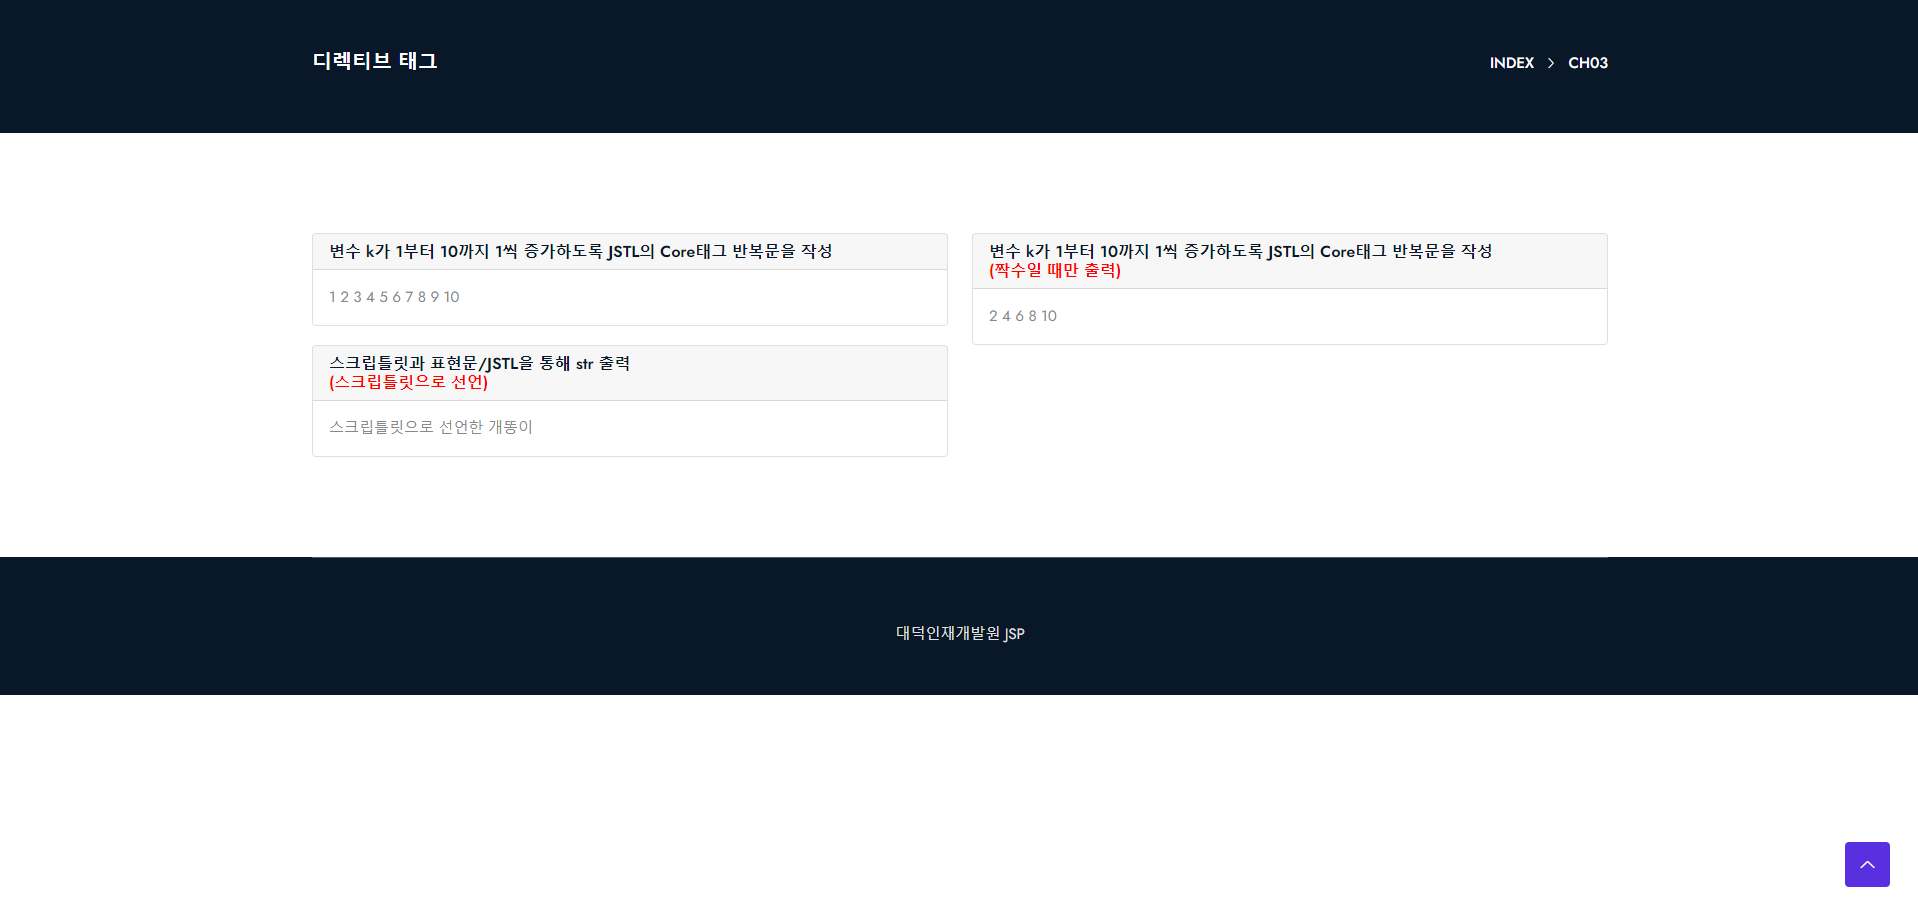 디렉티브 태그
INDEX > CH03
변수 k가 1부터 10까지 1씩 증가하도록 JSTL의 Core태그 반복문을 작성
1 2 3 4 5 6 7 8 9 10
변수 k가 1부터 10까지 1씩 증가하도록 JSTL의 Core태그 반복문을 작성
(짝수일 때만 출력)
2 4 6 8 10
스크립틀릿과 표현문/JSTL을 통해 str 출력
(스크립틀릿으로 선언)
스크립틀릿으로 선언한 개똥이
대덕인재개발원 JSP